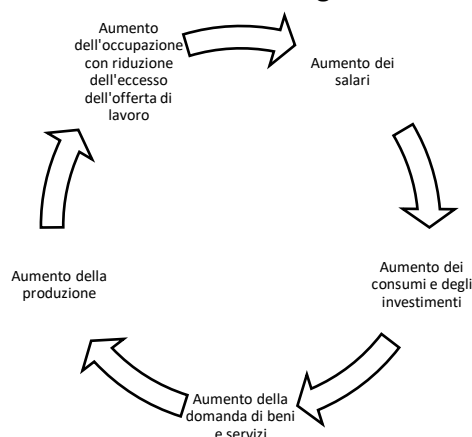 Aumento
dell'occupazione
con riduzione
dell'eccesso
dell'offerta di
lavoro
Aumento dei
salari
Aumento dei
consumi e degli
investimenti
Aumento della
domanda di beni
e servizi
Aumento della
produzione